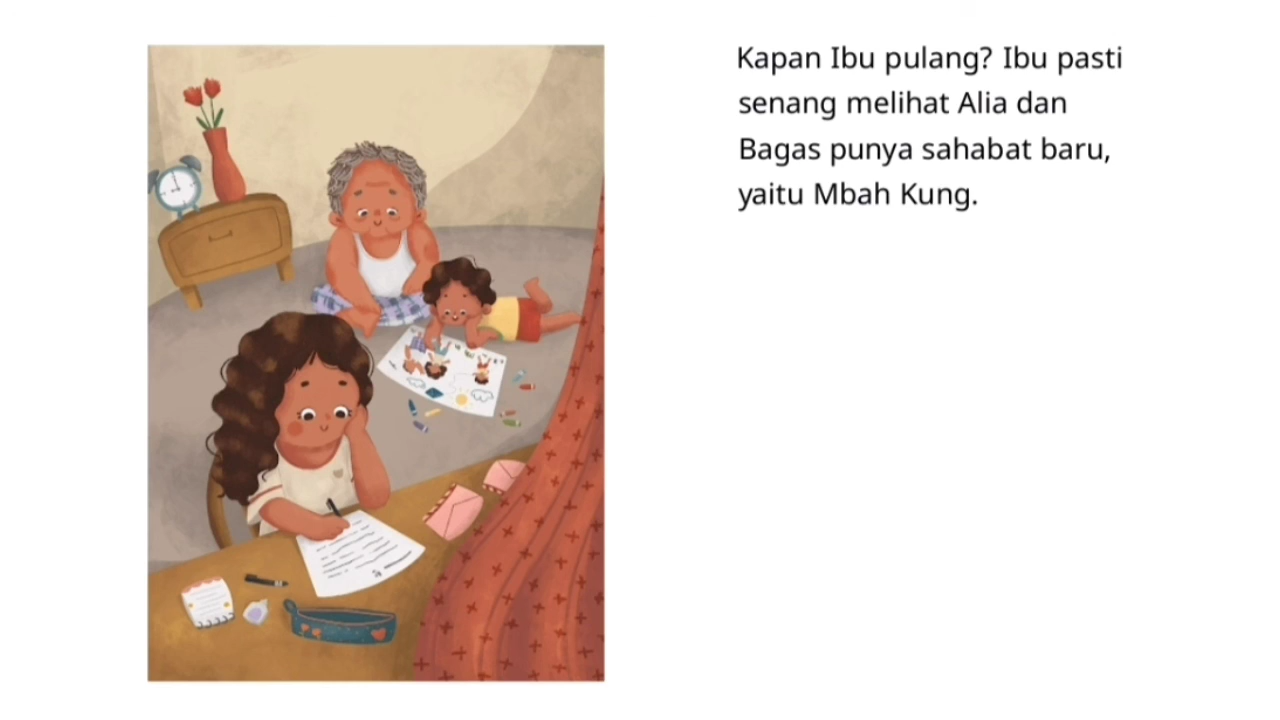 Kapan Ibu pulang? Ibu pasti
senang melihat Alia dan
Bagas punya sahabat baru,
yaitu Mbah Kung.